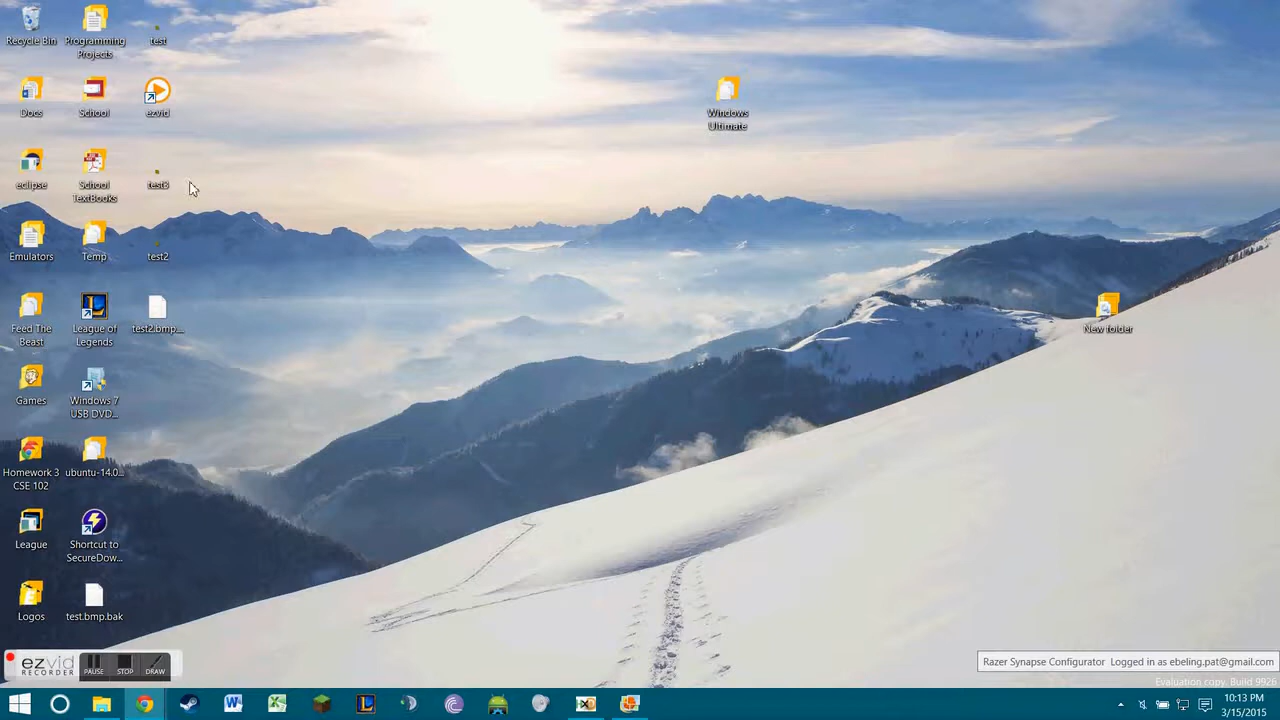 Recycle Bin
Programming
Projects
test
Docs
School
ezvid
Windows
Ultimate
eclipse
School
TextBooks
test3
Emulators
Temp
test2
Feed The
Beast
League of
Legends
test2.bmp....
New folder
Games
Windows 7
USB DVD...
Homework 3
CSE 102
ubuntu-14.0...
League
Shortcut to
SecureDow...
Logos
test.bmp.bak
ezvid
RECORDER
PAUSE
STOP
DRAW
Razer Synapse Configurator Logged in as ebeling.pat@gmail.com
Evaluation copy. Build 9926
10:13 PM
3/15/2015